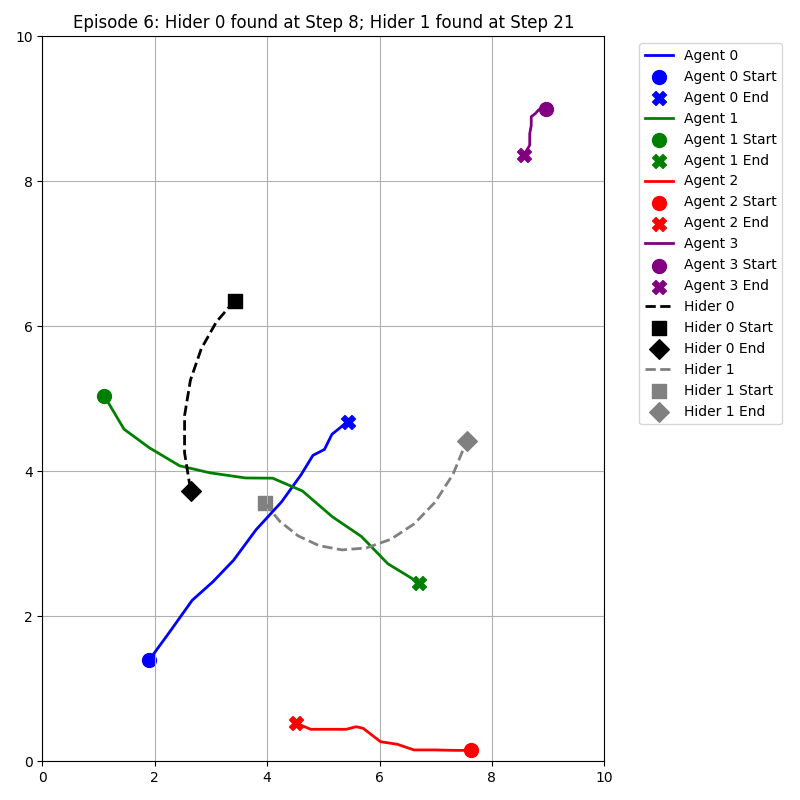 Episode 6: Hider 0 found at Step 8; Hider 1 found at Step 21
10
8
6
4
2
0
0 2 4 6 8 10
Agent 0
Agent 0 Start
Agent 0 End
Agent 1
Agent 1 Start
Agent 1 End
Agent 2
Agent 2 Start
Agent 2 End
Agent 3
Agent 3 Start
Agent 3 End
Hider 0
Hider 0 Start
Hider 0 End
Hider 1
Hider 1 Start
Hider 1 End